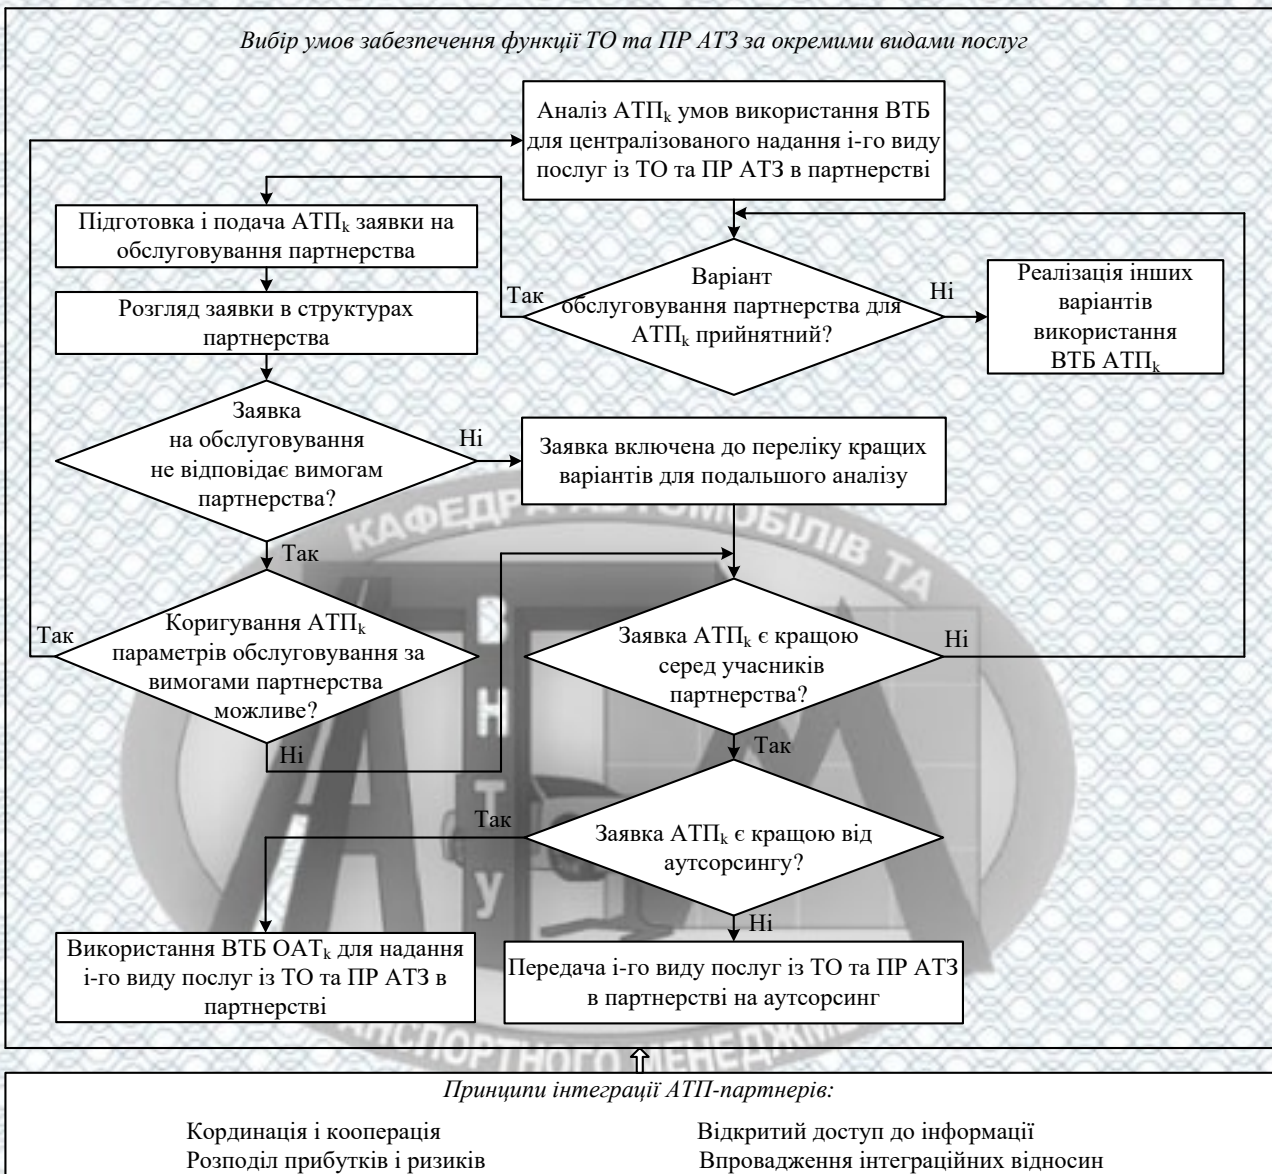 Вибір умов забезпечення функції ТО та ПР АТЗ за окремими видами послуг
Аналіз АТПk умов використання ВТБ
для централізованого надання і-го виду
послуг із ТО та ПР АТЗ в партнерстві
Підготовка і подача АТПk заявки на
обслуговування партнерства
Розгляд заявки в структурах
партнерства
Так
Варіант
обслуговування партнерства для
АТПk прийнятний?
Ні
Реалізація інших
варіантів
використання
ВТБ АТПk
Заявка
на обслуговування
не відповідає вимогам
партнерства?
Ні
Заявка включена до переліку кращих
варіантів для подальшого аналізу
Так
Так
Коригування АТПk
параметрів обслуговування за
вимогами партнерства
можливе?
Ні
Заявка АТПk є кращою
серед учасників
партнерства?
Ні
Так
Так
Заявка АТПk є кращою від
аутсорсингу?
Ні
Використання ВТБ ОАТk для надання
і-го виду послуг із ТО та ПР АТЗ в
партнерстві
Передача і-го виду послуг із ТО та ПР АТЗ
в партнерстві на аутсорсинг
КАФЕДРА АВТОМОБІЛІВ ТА
ВНТУ
Принципи інтеграції АТП-партнерів:
Кординація і кооперація
Відкритий доступ до інформації
Розподіл прибутків і ризиків
Впровадження інтеграційних відносин